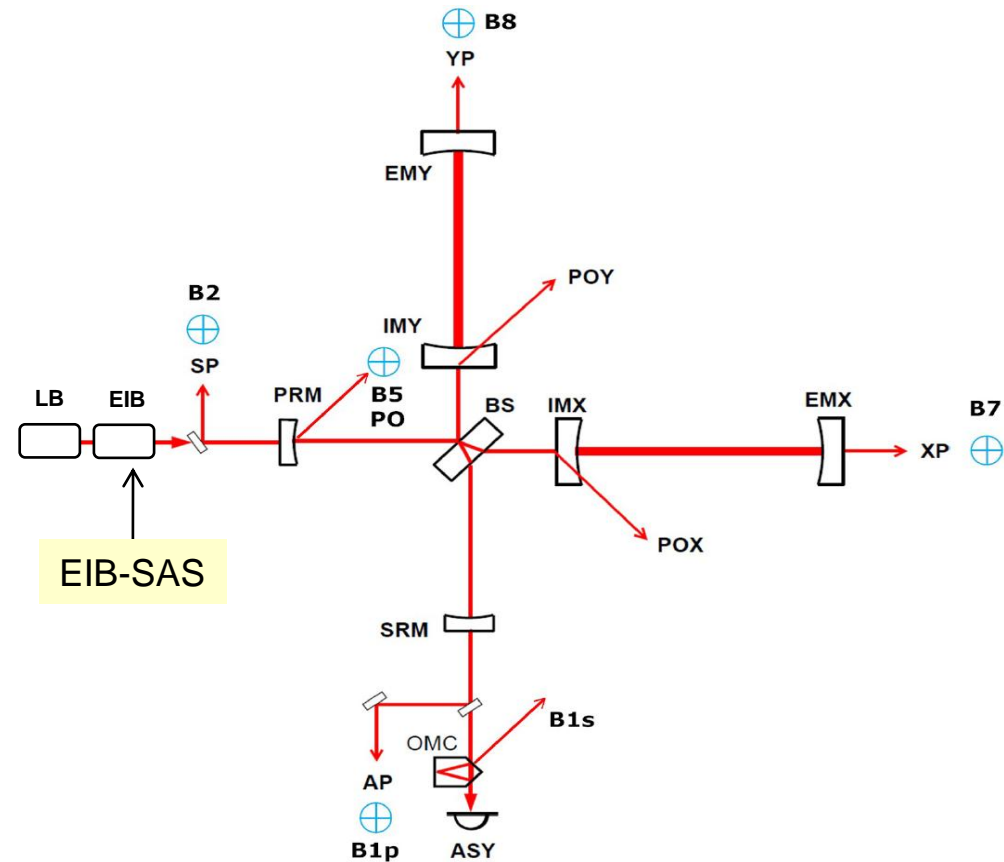 B8
YP
EMY
POY
B2
IMY
SP
B5
PO
PRM
LB
EIB
BS
IMX
EMX
B7
XP
POX
EIB-SAS
SRM
B1s
OMC
AP
B1p
ASY